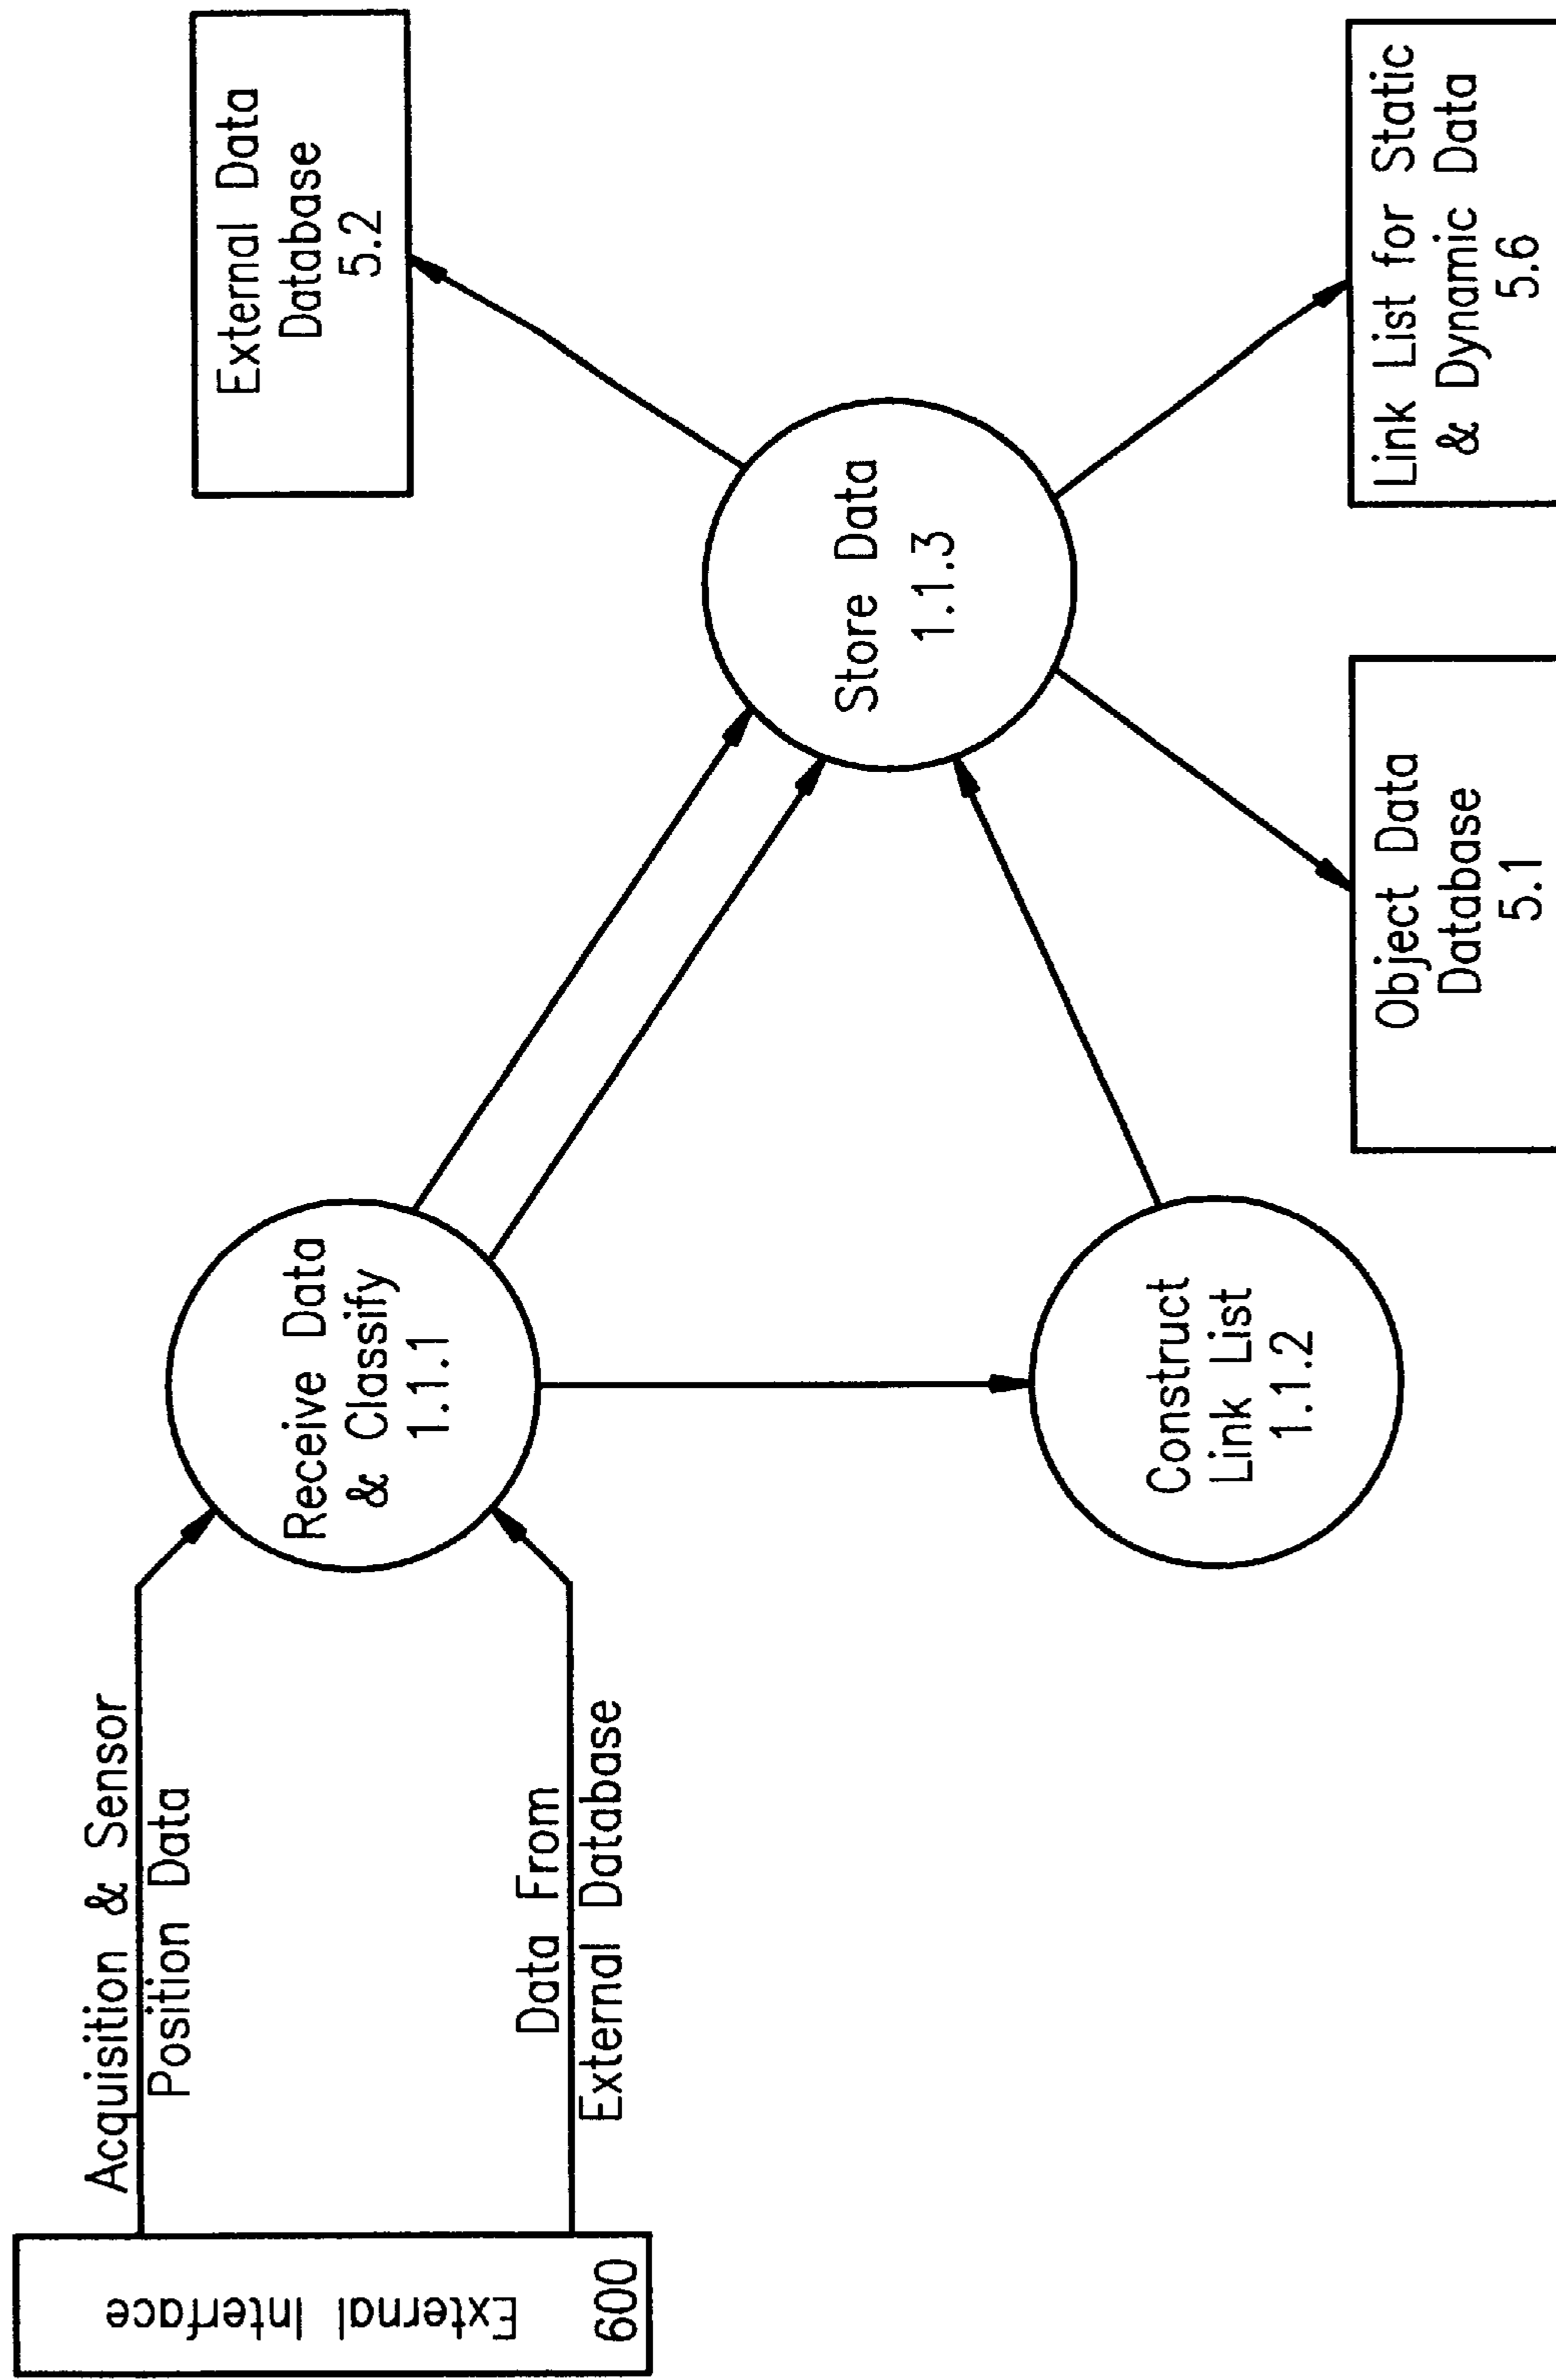 External Interface
600
Acquisition & Sensor
Position Data
Data From
External Database
Receive Data
& Classify
1.1.1
Construct
Link List
1.1.2
Store Data
1.1.3
External Data
Database
5.2
Object Data
Database
5.1
Link List for Static
& Dynamic Data
5.6